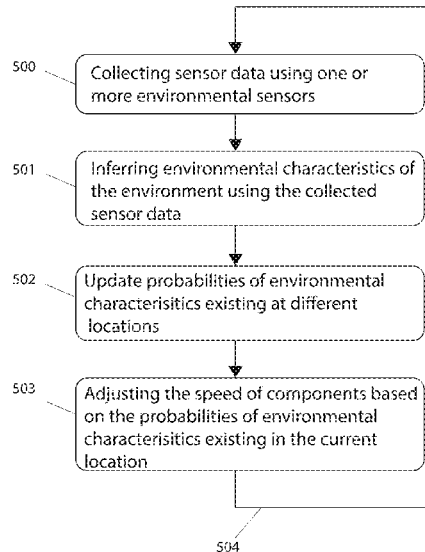 500
Collecting sensor data using one or
more environmental sensors
501
Inferring environmental characteristics of
the environment using the collected
sensor data
502
Update probabilities of environmental
characterisitics existing at different
locations
503
Adjusting the speed of components based
on the probabilities of environmental
characterisitics existing in the current
location
504